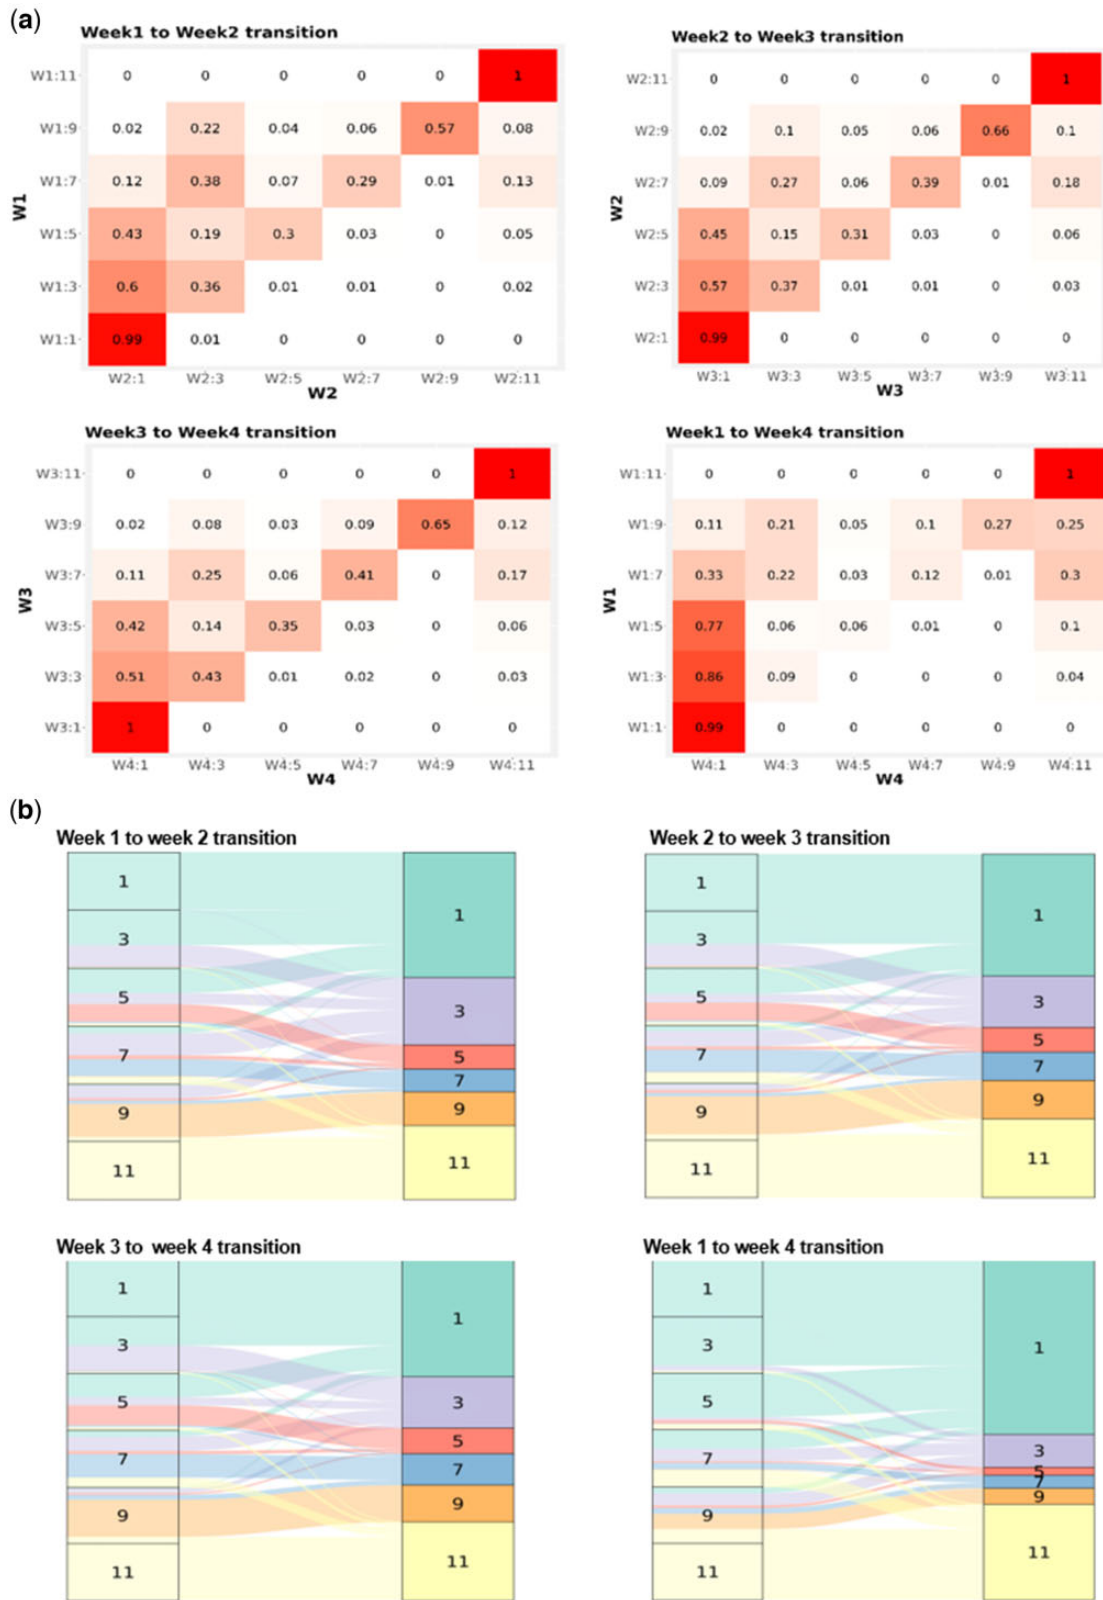 (a)
Week1 to Week2 transition
W1:11 0 0 0 0 0 1
W1:9 0.02 0.22 0.04 0.06 0.57 0.08
W1:7 0.12 0.38 0.07 0.29 0.01 0.13
W1:5 0.43 0.19 0.3 0.03 0 0.05
W1:3 0.6 0.36 0.01 0.01 0 0.02
W1:1 0.99 0.01 0 0 0 0
W2:1 W2:3 W2:5 W2:7 W2:9 W2:11
W1
W2
Week2 to Week3 transition
W2:11 0 0 0 0 0 1
W2:9 0.02 0.1 0.05 0.06 0.66 0.1
W2:7 0.09 0.27 0.06 0.39 0.01 0.18
W2:5 0.45 0.15 0.31 0.03 0 0.06
W2:3 0.57 0.37 0.01 0.01 0 0.03
W2:1 0.99 0 0 0 0 0
W3:1 W3:3 W3:5 W3:7 W3:9 W3:11
W2
W3
Week3 to Week4 transition
W3:11 0 0 0 0 0 1
W3:9 0.02 0.08 0.03 0.09 0.65 0.12
W3:7 0.11 0.25 0.06 0.41 0 0.17
W3:5 0.42 0.14 0.35 0.03 0 0.06
W3:3 0.51 0.43 0.01 0.02 0 0.03
W3:1 1 0 0 0 0 0
W4:1 W4:3 W4:5 W4:7 W4:9 W4:11
W3
W4
Week1 to Week4 transition
W1:11 0 0 0 0 0 1
W1:9 0.11 0.21 0.05 0.1 0.27 0.25
W1:7 0.33 0.22 0.03 0.12 0.01 0.3
W1:5 0.77 0.06 0.06 0.01 0 0.1
W1:3 0.86 0.09 0 0 0 0.04
W1:1 0.99 0 0 0 0 0
W4:1 W4:3 W4:5 W4:7 W4:9 W4:11
W1
W4
(b)
Week 1 to week 2 transition
1
3
5
7
9
11
1
3
5
7
9
11
Week 2 to week 3 transition
1
3
5
7
9
11
1
3
5
7
9
11
Week 3 to week 4 transition
1
3
5
7
9
11
1
3
5
7
9
11
Week 1 to week 4 transition
1
3
5
7
9
11
1
3
5
7
9
11